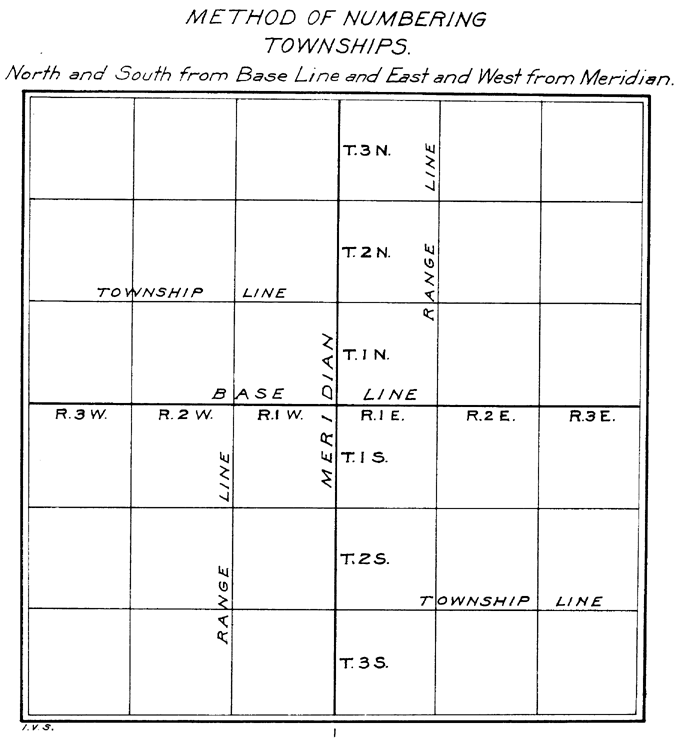 METHOD OF NUMBERING
TOWNSHIPS.
North and South from Base Line and East and West from Meridian.
T. 3 N.
RANGE LINE
T. 2 N.
TOWNSHIP LINE
T. 1 N.
MERIDIAN
BASE LINE
R. 3 W. R. 2 W. R. 1 W. R. 1 E. R. 2 E. R. 3 E.
T. 1 S.
RANGE LINE
T. 2 S.
TOWNSHIP LINE
T. 3 S.
I.V.S.
1